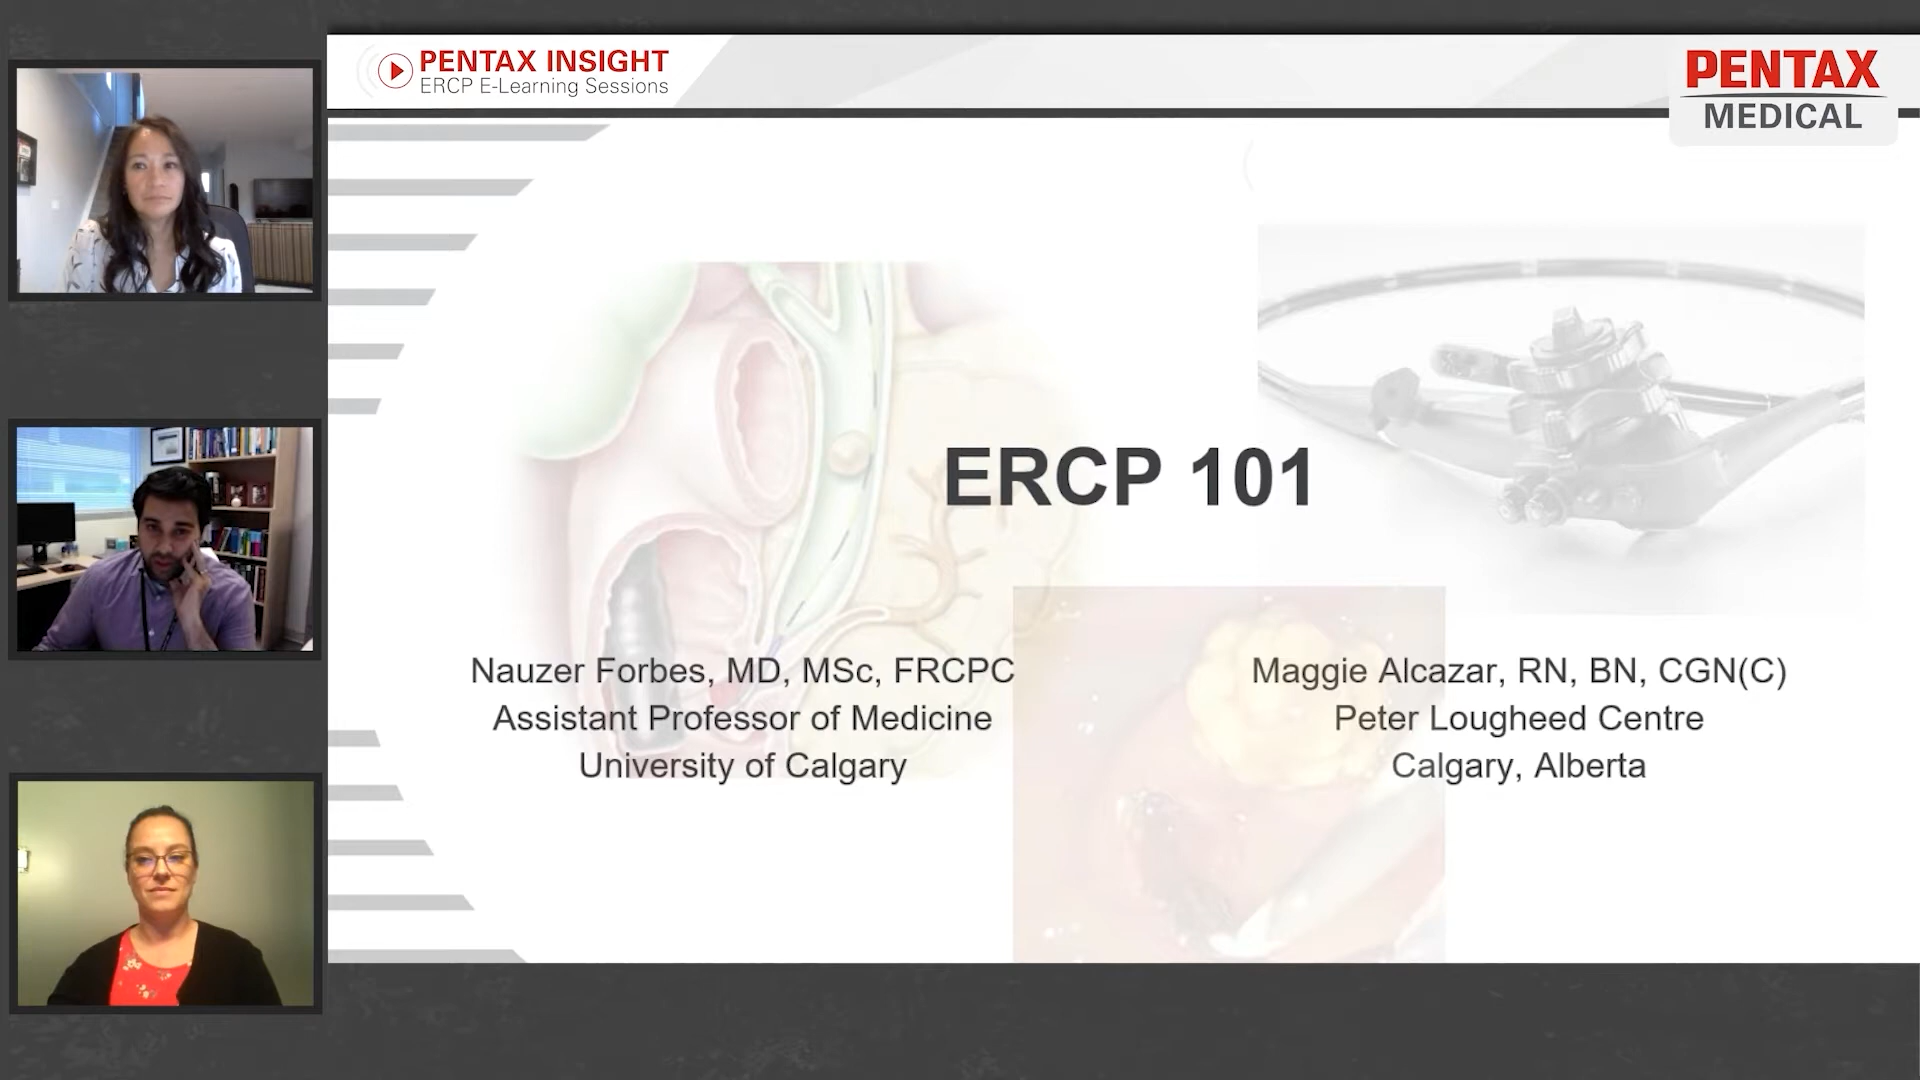 PENTAX INSIGHT
ERCP E-Learning Sessions
PENTAX
MEDICAL
ERCP 101
Nauzer Forbes, MD, MSc, FRCPC
Assistant Professor of Medicine
University of Calgary
Maggie Alcazar, RN, BN, CGN(C)
Peter Lougheed Centre
Calgary, Alberta